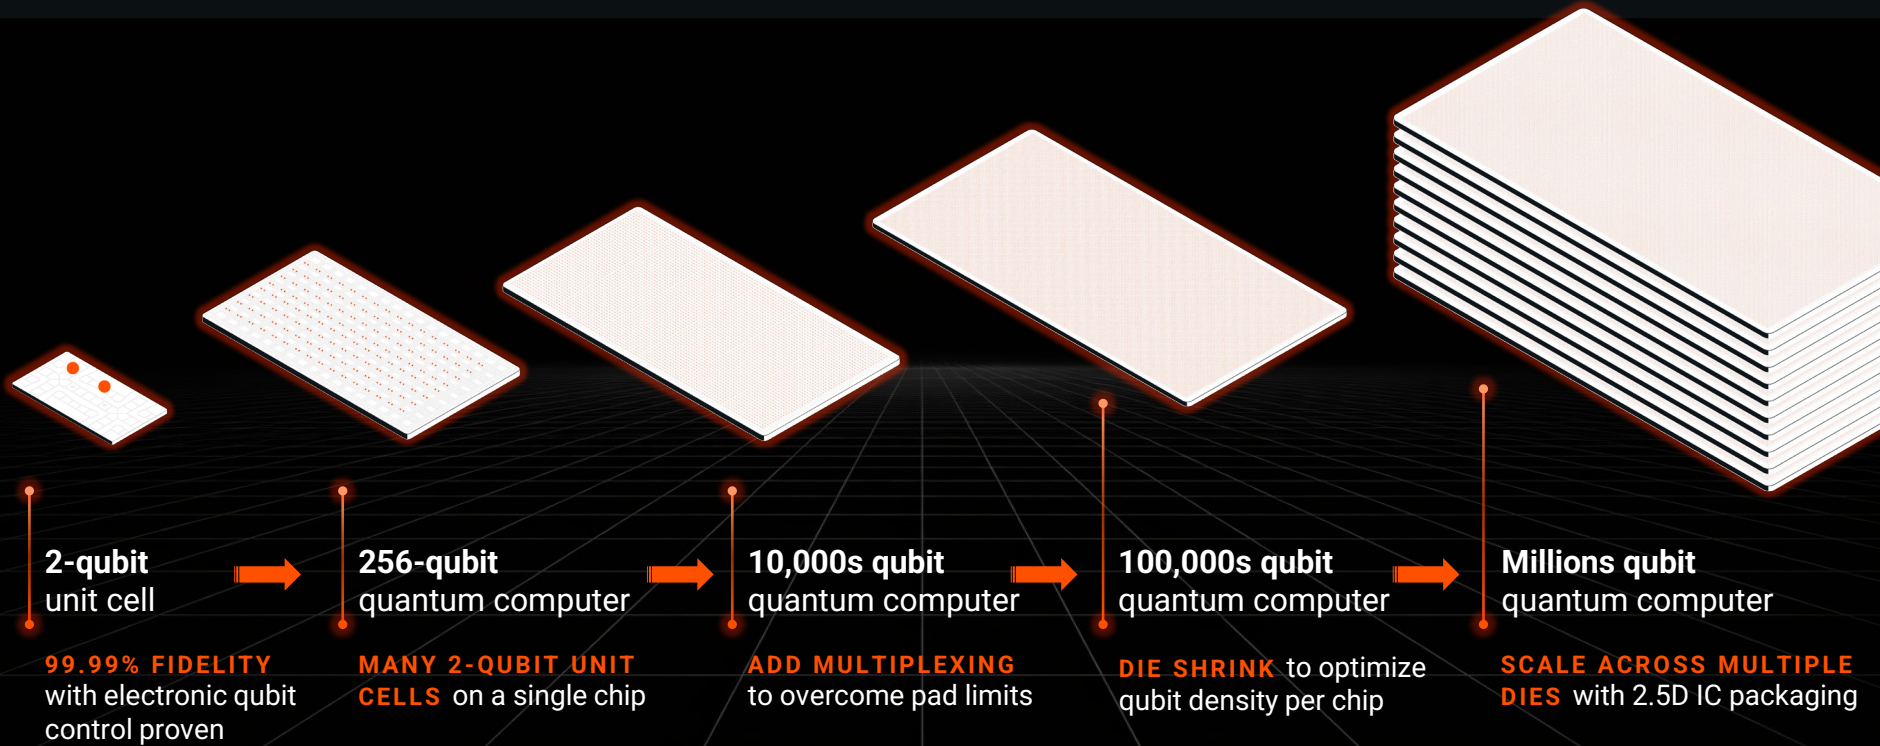 2-qubit
unit cell
99.99% FIDELITY
with electronic qubit
control proven
256-qubit
quantum computer
MANY 2-QUBIT UNIT
CELLS on a single chip
10,000s qubit
quantum computer
ADD MULTIPLEXING
to overcome pad limits
100,000s qubit
quantum computer
DIE SHRINK to optimize
qubit density per chip
Millions qubit
quantum computer
SCALE ACROSS MULTIPLE
DIES with 2.5D IC packaging